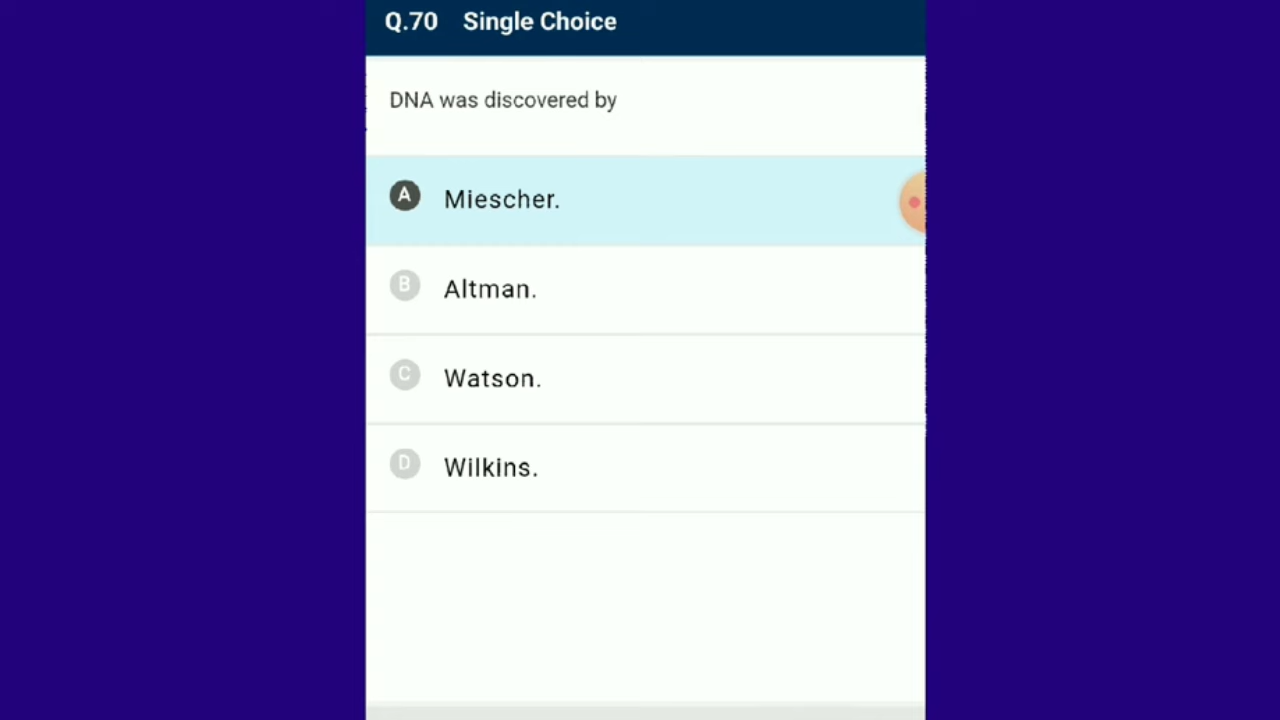 Q.70 Single Choice
DNA was discovered by
A Miescher.
B Altman.
C Watson.
D Wilkins.